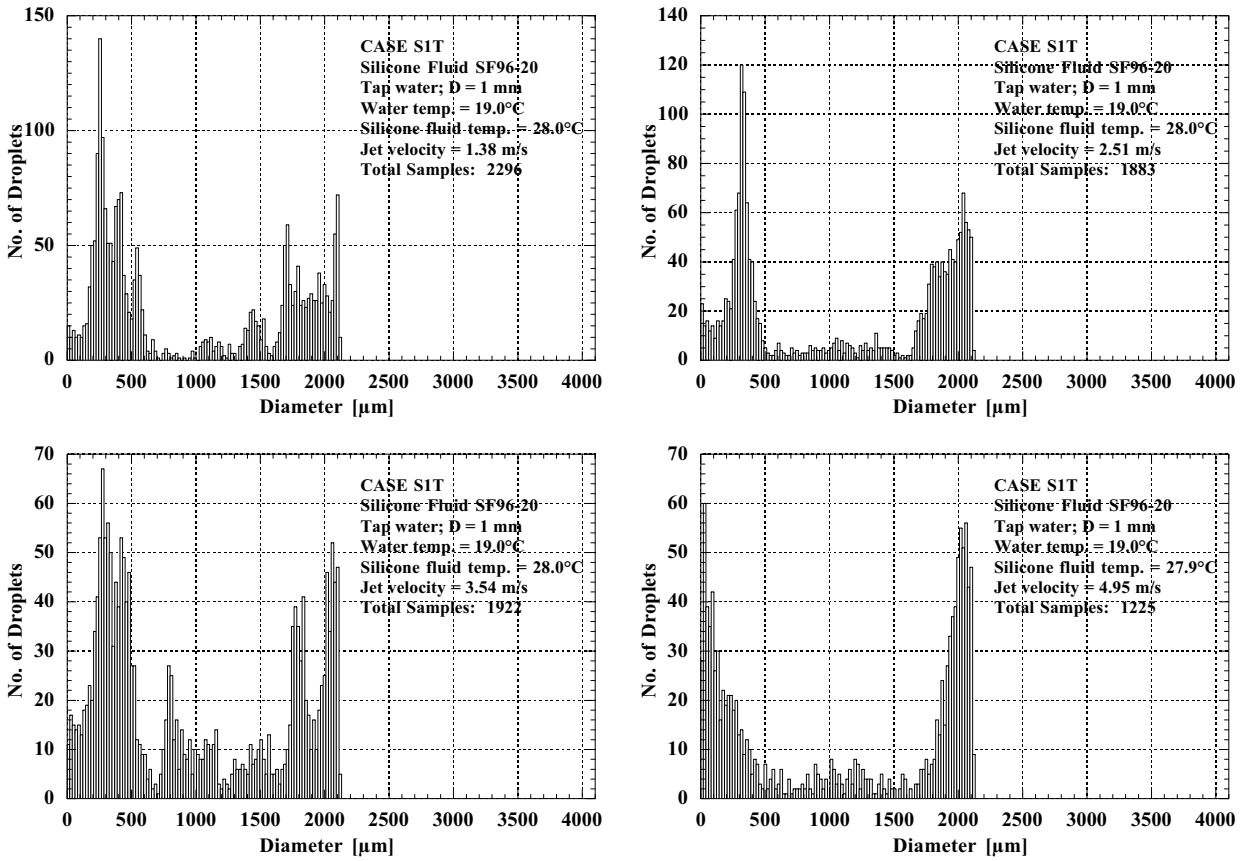 150
100
50
0
No. of Droplets
CASE S1T
Silicone Fluid SF96-20
Tap water; D = 1 mm
Water temp. = 19.0°C
Silicone fluid temp. = 28.0°C
Jet velocity = 1.38 m/s
Total Samples: 2296
0 500 1000 1500 2000 2500 3000 3500 4000
Diameter [µm]
140
120
100
80
60
40
20
0
No. of Droplets
CASE S1T
Silicone Fluid SF96-20
Tap water; D = 1 mm
Water temp. = 19.0°C
Silicone fluid temp. = 28.0°C
Jet velocity = 2.51 m/s
Total Samples: 1883
0 500 1000 1500 2000 2500 3000 3500 4000
Diameter [µm]
70
60
50
40
30
20
10
0
No. of Droplets
CASE S1T
Silicone Fluid SF96-20
Tap water; D = 1 mm
Water temp. = 19.0°C
Silicone fluid temp. = 28.0°C
Jet velocity = 3.54 m/s
Total Samples: 1922
0 500 1000 1500 2000 2500 3000 3500 4000
Diameter [µm]
70
60
50
40
30
20
10
0
No. of Droplets
CASE S1T
Silicone Fluid SF96-20
Tap water; D = 1 mm
Water temp. = 19.0°C
Silicone fluid temp. = 27.9°C
Jet velocity = 4.95 m/s
Total Samples: 1225
0 500 1000 1500 2000 2500 3000 3500 4000
Diameter [µm]